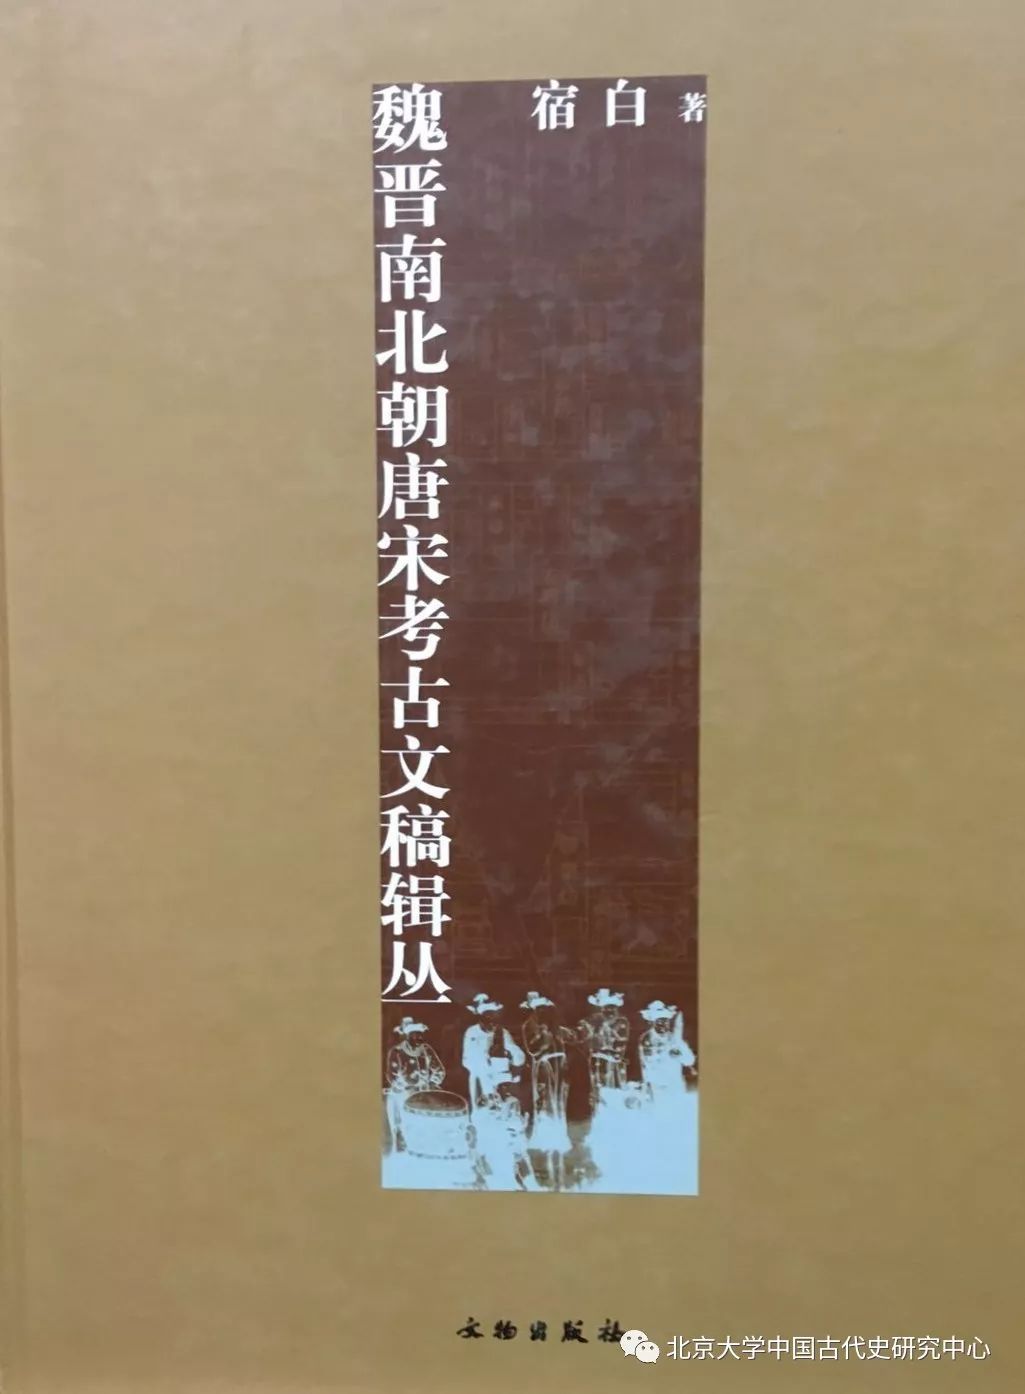 宿白 著
魏晋南北朝唐宋考古文稿辑丛
文物出版社
北京大学中国古代史研究中心